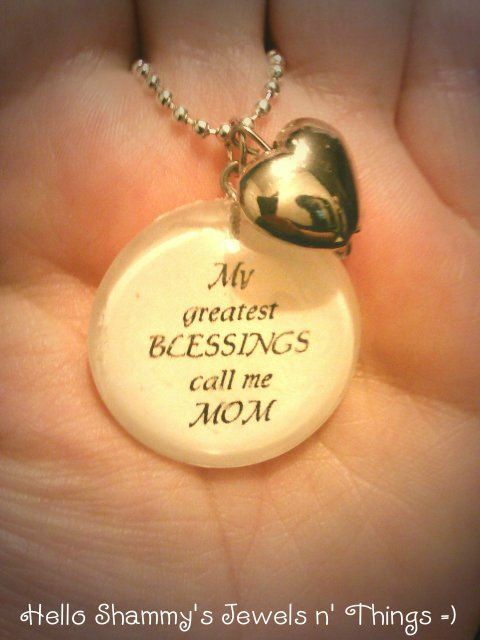 My
greatest
BLESSINGS
call me
MOM
Hello Shammy's Jewels n' Things =)